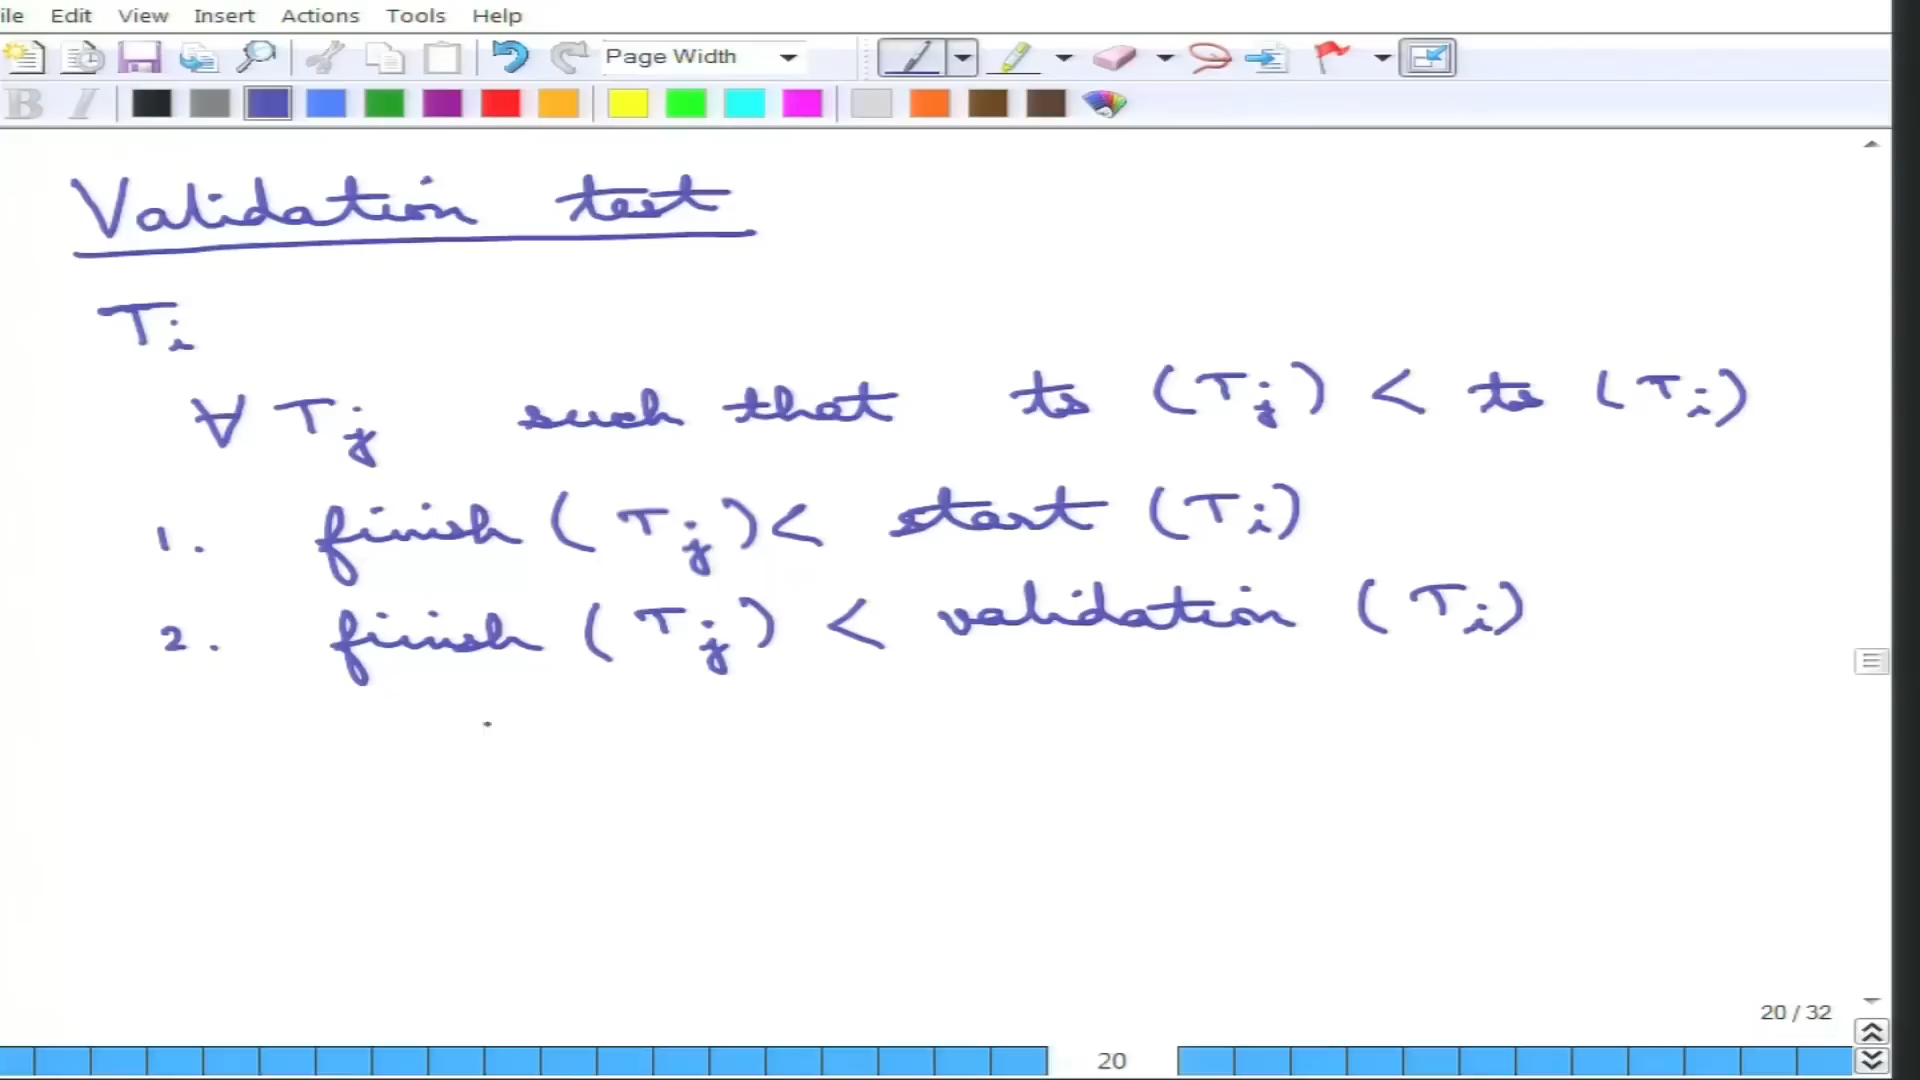 ile Edit View Insert Actions Tools Help
Page Width
B I
Validation test
Ti
∀ Tj such that ts (Tj) < ts (Ti)
1. finish (Tj) < start (Ti)
2. finish (Tj) < validation (Ti)
20 / 32
20